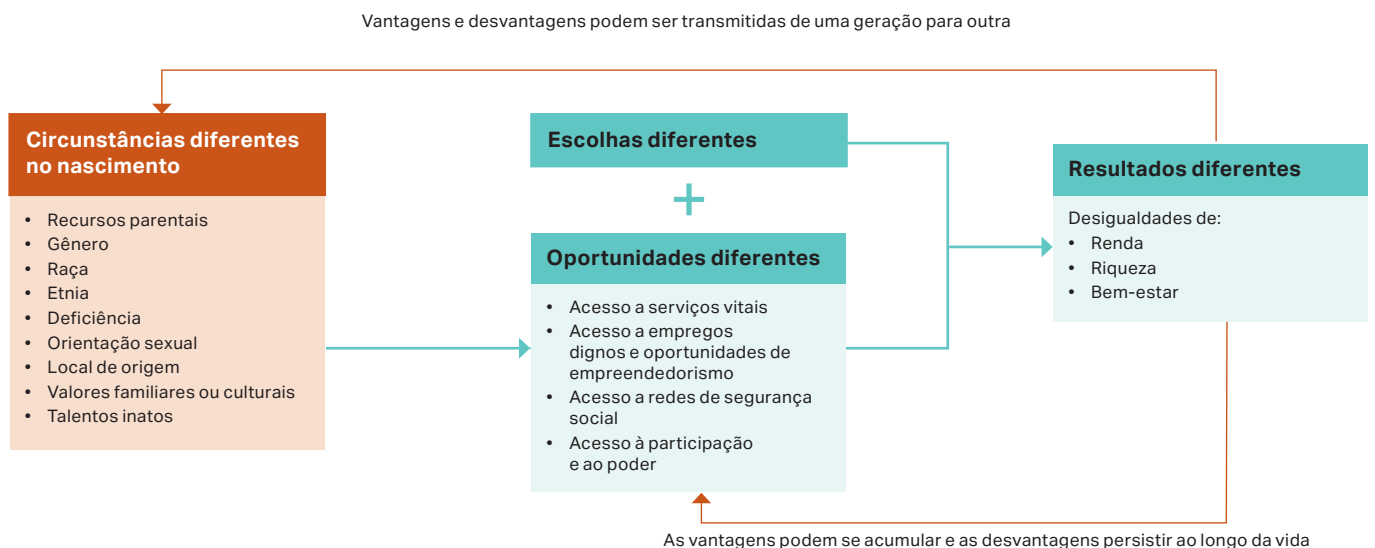 Vantagens e desvantagens podem ser transmitidas de uma geração para outra
Circunstâncias diferentes
no nascimento
• Recursos parentais
• Gênero
• Raça
• Etnia
• Deficiência
• Orientação sexual
• Local de origem
• Valores familiares ou culturais
• Talentos inatos
Escolhas diferentes
+
Oportunidades diferentes
• Acesso a serviços vitais
• Acesso a empregos
dignos e oportunidades de
empreendedorismo
• Acesso a redes de segurança
social
• Acesso à participação
e ao poder
Resultados diferentes
Desigualdades de:
• Renda
• Riqueza
• Bem-estar
As vantagens podem se acumular e as desvantagens persistir ao longo da vida